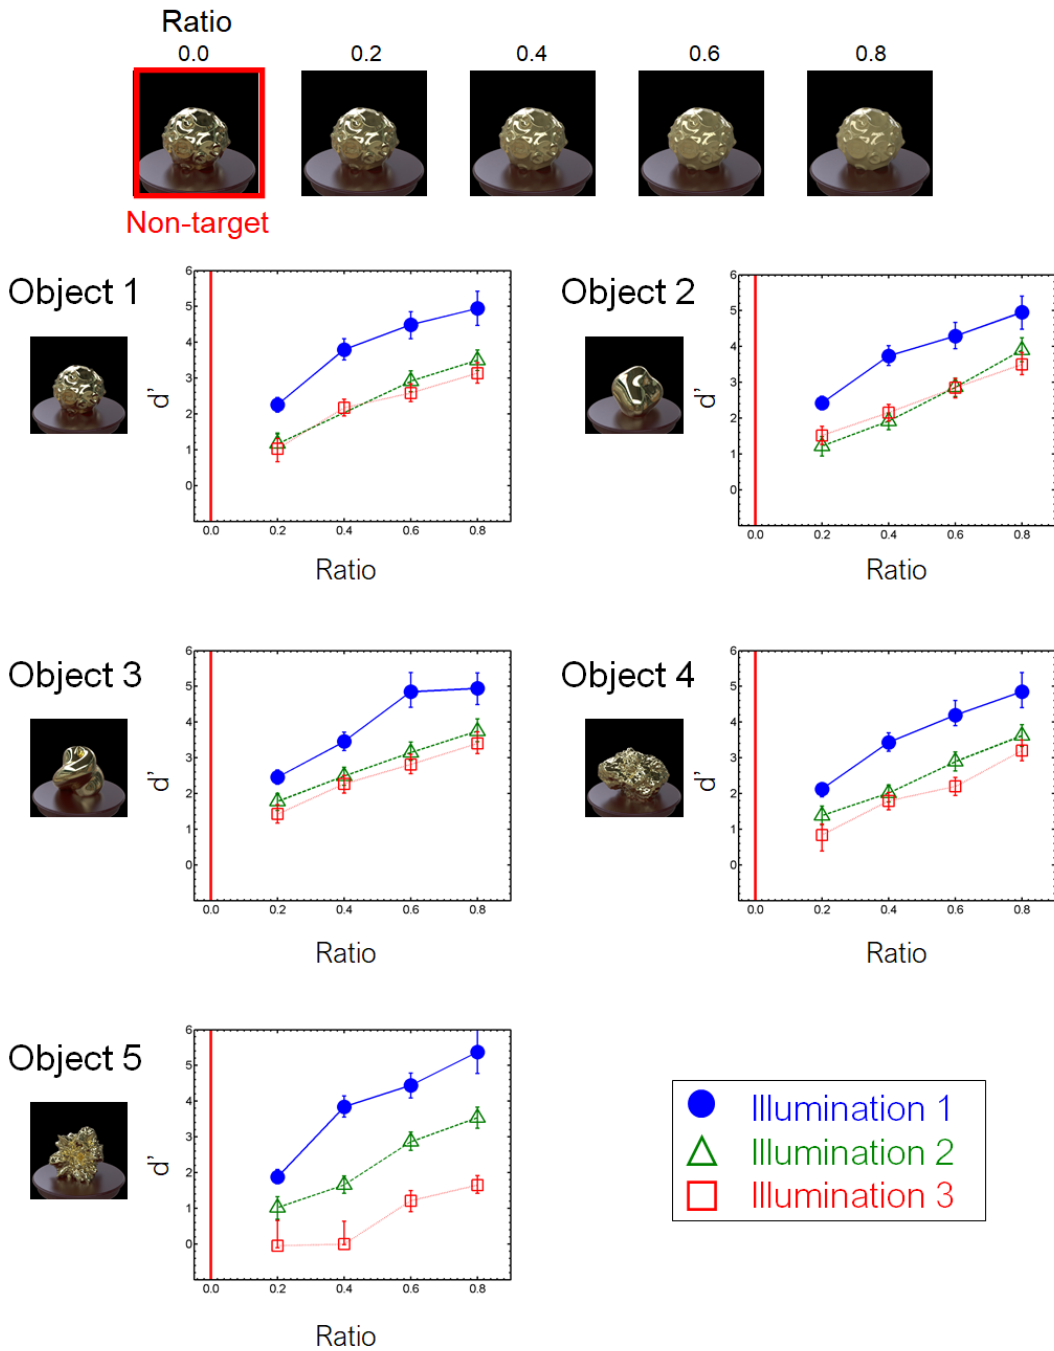 Ratio
0.0 0.2 0.4 0.6 0.8
Non-target
Object 1
d'
6
5
4
3
2
1
0
0.0 0.2 0.4 0.6 0.8
Ratio
Object 2
d'
6
5
4
3
2
1
0
0.0 0.2 0.4 0.6 0.8
Ratio
Object 3
d'
6
5
4
3
2
1
0
0.0 0.2 0.4 0.6 0.8
Ratio
Object 4
d'
6
5
4
3
2
1
0
0.0 0.2 0.4 0.6 0.8
Ratio
Object 5
d'
6
5
4
3
2
1
0
0.0 0.2 0.4 0.6 0.8
Ratio
Illumination 1
Illumination 2
Illumination 3